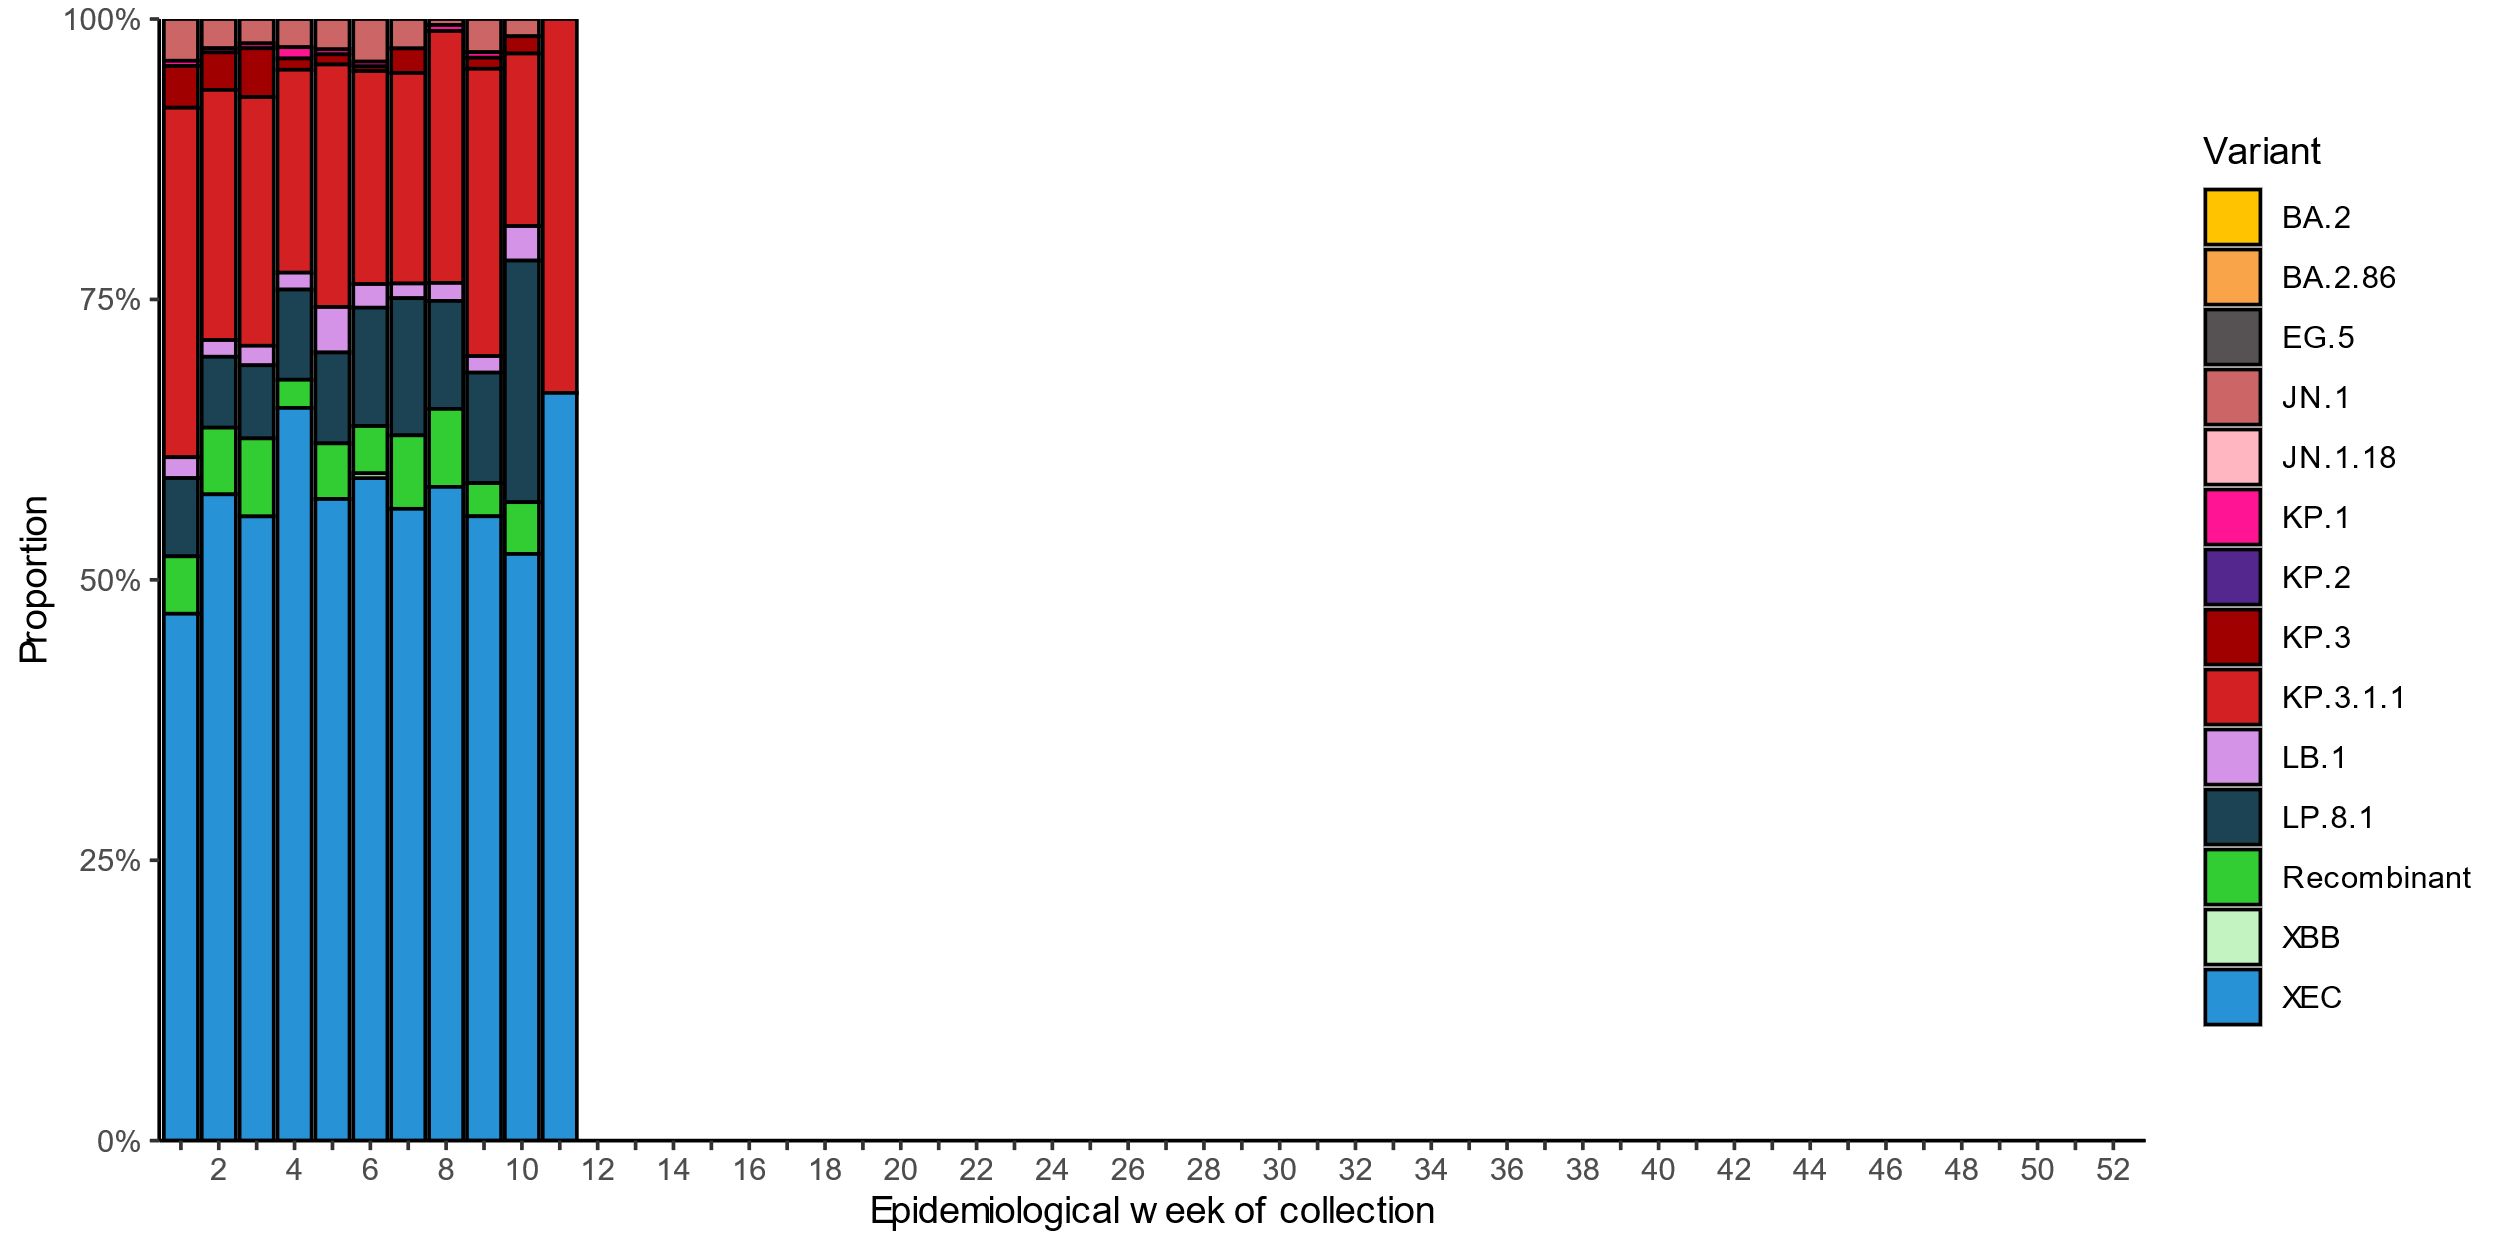 100%
75%
50%
25%
0%
Proportion
2 4 6 8 10 12 14 16 18 20 22 24 26 28 30 32 34 36 38 40 42 44 46 48 50 52
Epidemiological week of collection
Variant
BA.2
BA.2.86
EG.5
JN.1
JN.1.18
KP.1
KP.2
KP.3
KP.3.1.1
LB.1
LP.8.1
Recombinant
XBB
XEC